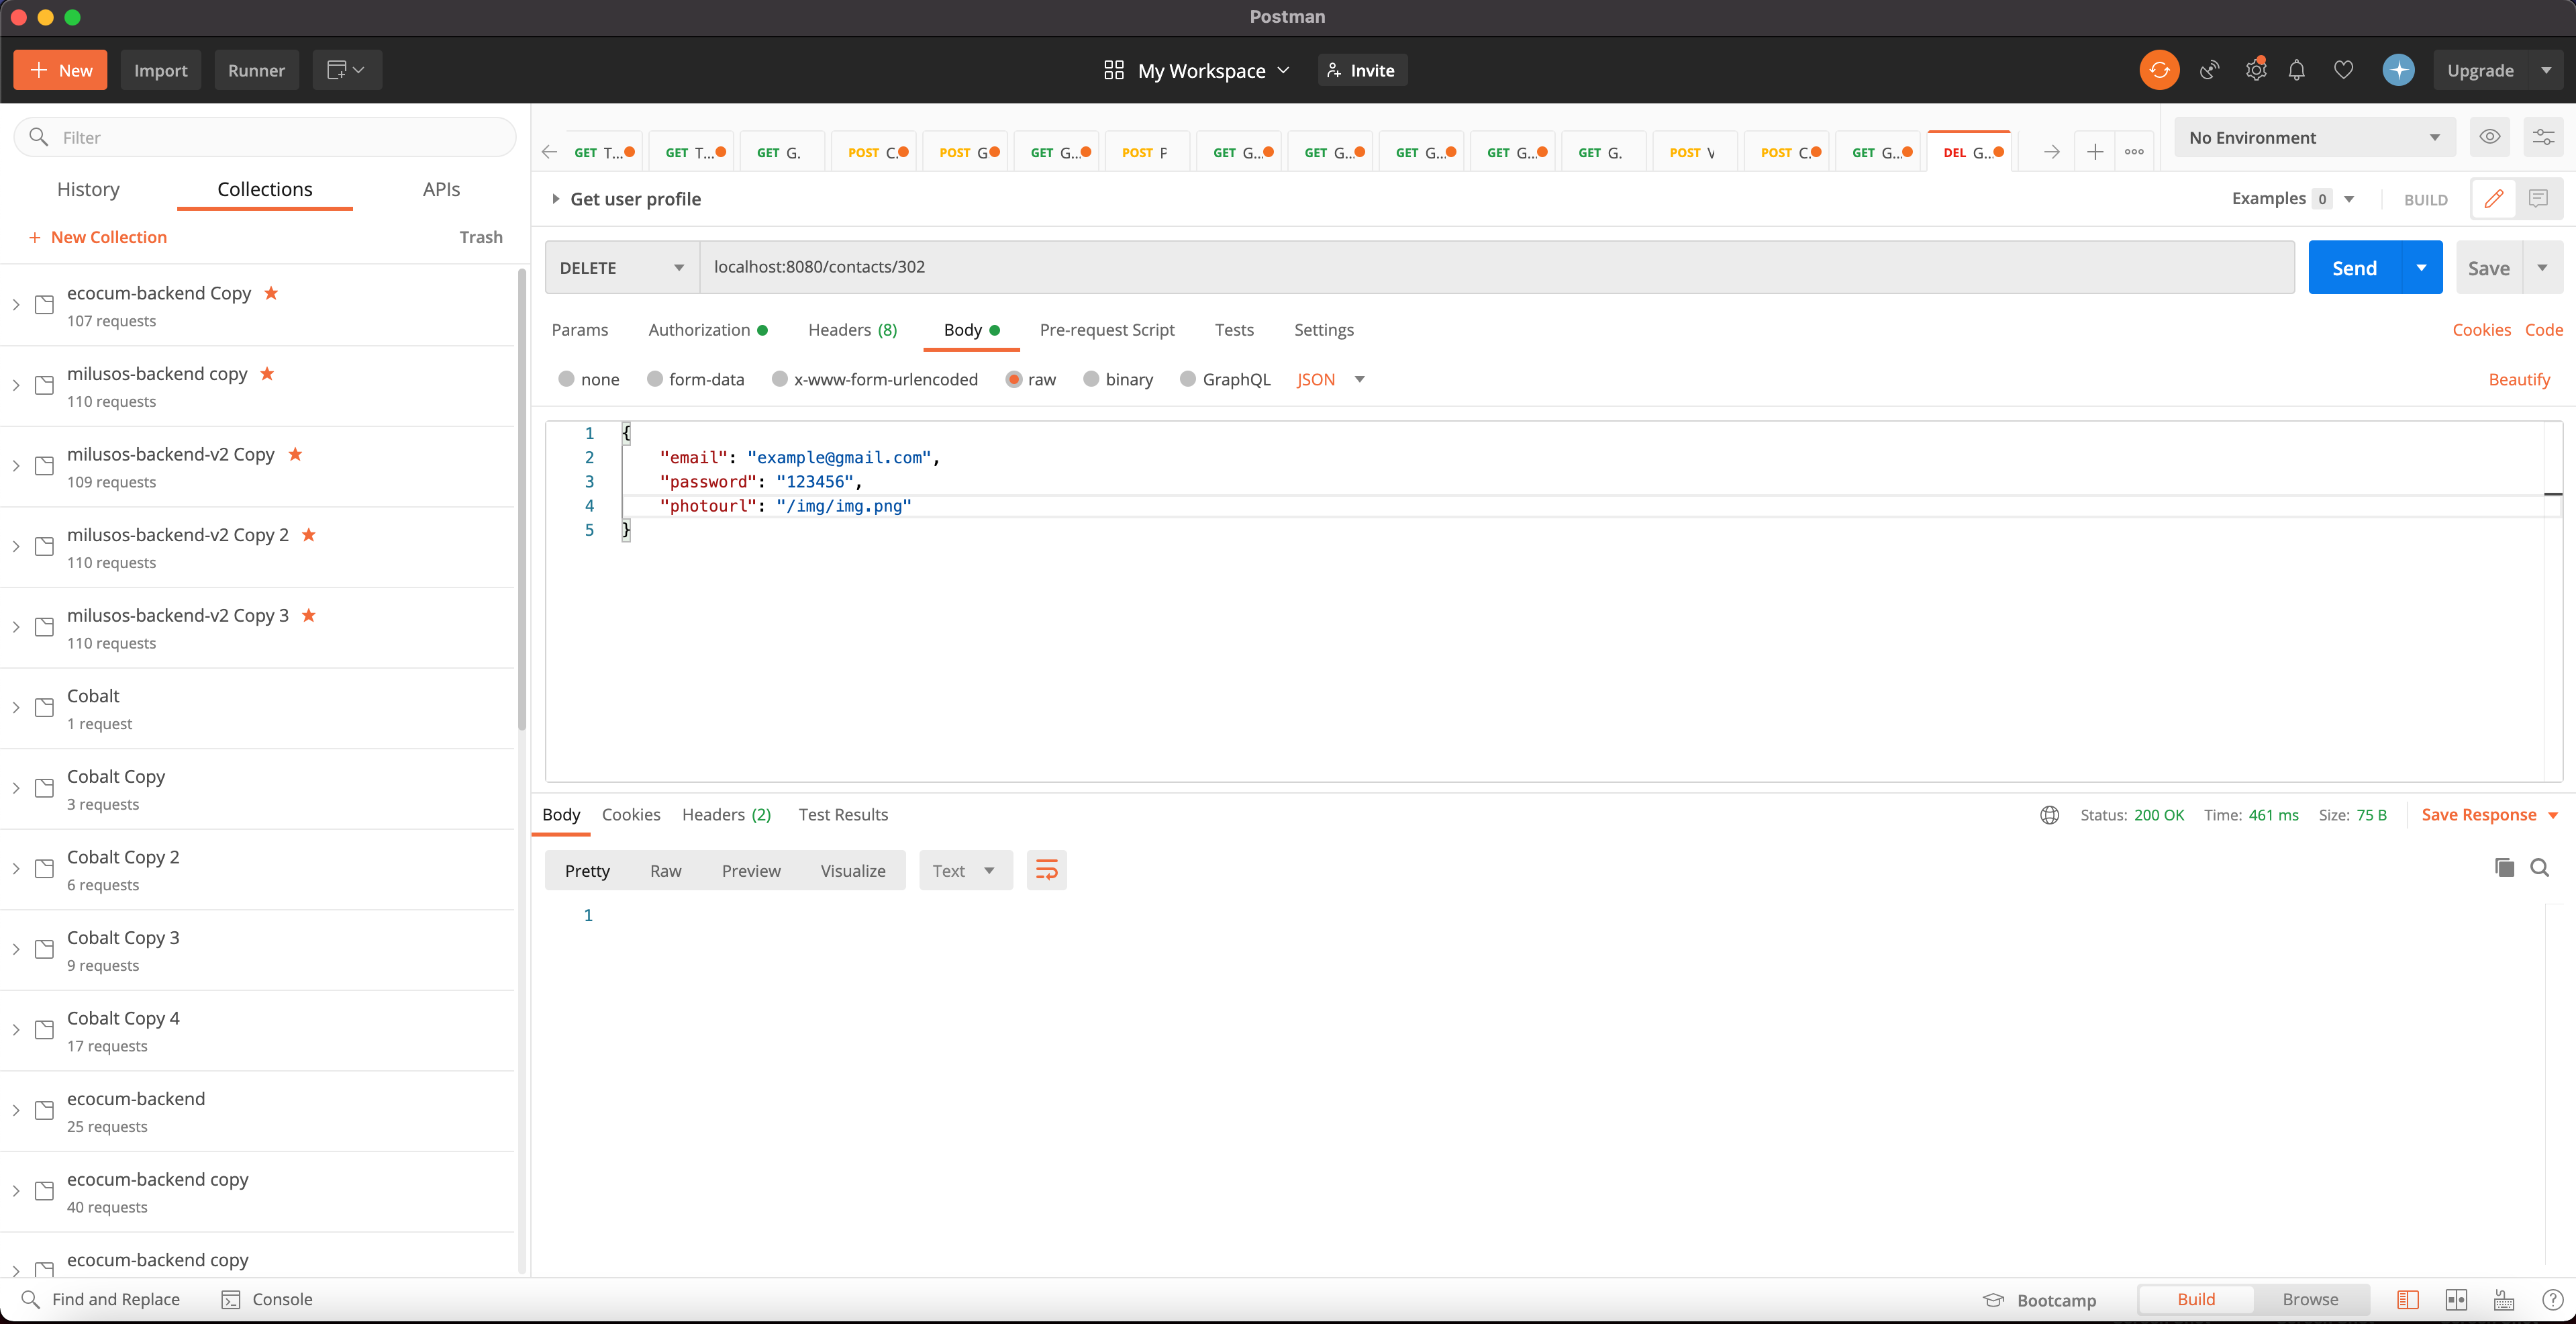 Postman
New
Import
Runner
My Workspace
Invite
Upgrade
Filter
History
Collections
APIs
+ New Collection
Trash
ecocum-backend Copy
107 requests
milusos-backend copy
110 requests
milusos-backend-v2 Copy
109 requests
milusos-backend-v2 Copy 2
110 requests
milusos-backend-v2 Copy 3
110 requests
Cobalt
1 request
Cobalt Copy
3 requests
Cobalt Copy 2
6 requests
Cobalt Copy 3
9 requests
Cobalt Copy 4
17 requests
ecocum-backend
25 requests
ecocum-backend copy
40 requests
ecocum-backend copy
GET T... GET T... GET G. POST C. POST G GET G... POST P GET G... GET G... GET G... GET G... GET G. POST V POST C. GET G... DEL G...
No Environment
Get user profile
Examples 0
BUILD
DELETE localhost:8080/contacts/302
Send
Save
Params Authorization Headers (8) Body Pre-request Script Tests Settings
Cookies Code
none form-data x-www-form-urlencoded raw binary GraphQL JSON
Beautify
1 {
2 "email": "example@gmail.com",
3 "password": "123456",
4 "photourl": "/img/img.png"
5 }
Body Cookies Headers (2) Test Results
Status: 200 OK Time: 461 ms Size: 75 B
Save Response
Pretty Raw Preview Visualize Text
1
Find and Replace
Console
Bootcamp
Build
Browse